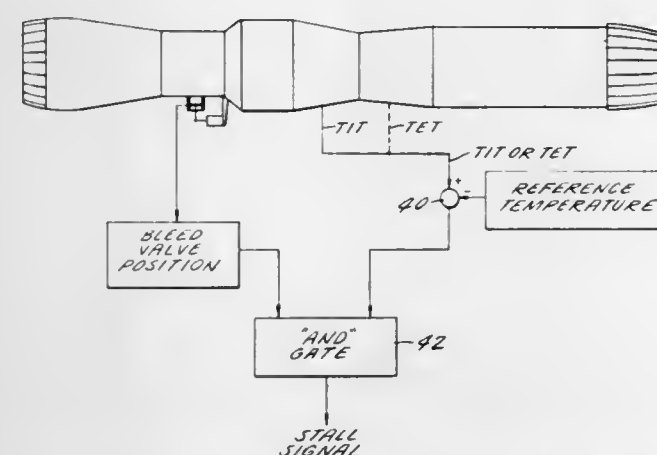 TIT
TET
TIT OR TET
+
-
40
REFERENCE
TEMPERATURE
BLEED
VALVE
POSITION
"AND"
GATE
42
STALL
SIGNAL